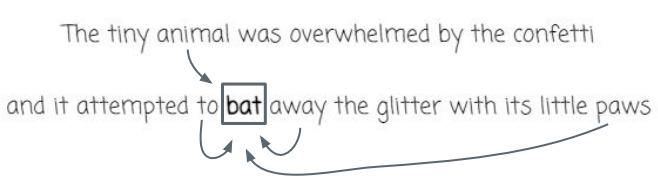 The tiny animal was overwhelmed by the confetti
and it attempted to bat away the glitter with its little paws